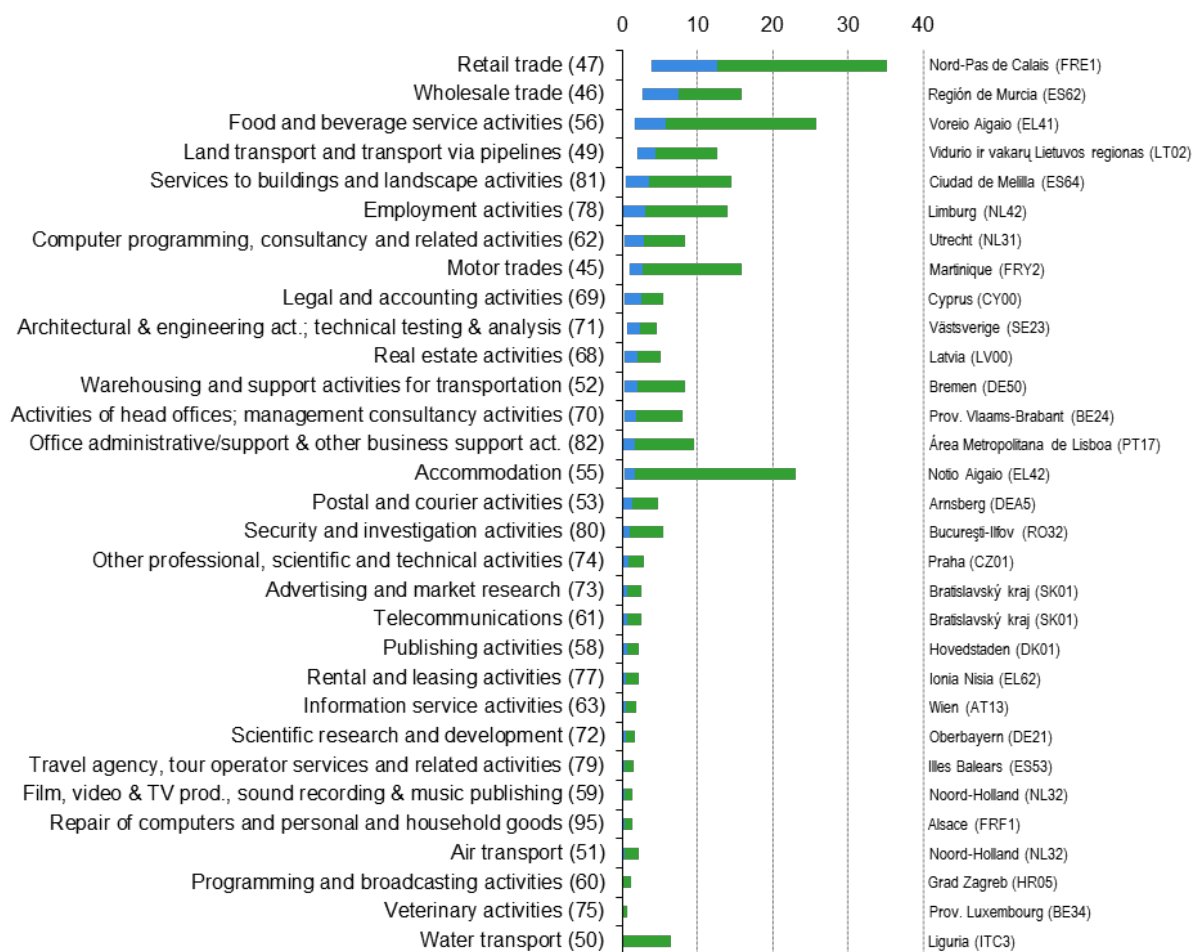 0 10 20 30 40
Retail trade (47) Nord-Pas de Calais (FRE1)
Wholesale trade (46) Región de Murcia (ES62)
Food and beverage service activities (56) Voreio Aigaio (EL41)
Land transport and transport via pipelines (49) Vidurio ir vakarų Lietuvos regionas (LT02)
Services to buildings and landscape activities (81) Ciudad de Melilla (ES64)
Employment activities (78) Limburg (NL42)
Computer programming, consultancy and related activities (62) Utrecht (NL31)
Motor trades (45) Martinique (FRY2)
Legal and accounting activities (69) Cyprus (CY00)
Architectural & engineering act.; technical testing & analysis (71) Västsverige (SE23)
Real estate activities (68) Latvia (LV00)
Warehousing and support activities for transportation (52) Bremen (DE50)
Activities of head offices; management consultancy activities (70) Prov. Vlaams-Brabant (BE24)
Office administrative/support & other business support act. (82) Área Metropolitana de Lisboa (PT17)
Accommodation (55) Notio Aigaio (EL42)
Postal and courier activities (53) Arnsberg (DEA5)
Security and investigation activities (80) Bucureşti-Ilfov (RO32)
Other professional, scientific and technical activities (74) Praha (CZ01)
Advertising and market research (73) Bratislavský kraj (SK01)
Telecommunications (61) Bratislavský kraj (SK01)
Publishing activities (58) Hovedstaden (DK01)
Rental and leasing activities (77) Ionia Nisia (EL62)
Information service activities (63) Wien (AT13)
Scientific research and development (72) Oberbayern (DE21)
Travel agency, tour operator services and related activities (79) Illes Balears (ES53)
Film, video & TV prod., sound recording & music publishing (59) Noord-Holland (NL32)
Repair of computers and personal and household goods (95) Alsace (FRF1)
Air transport (51) Noord-Holland (NL32)
Programming and broadcasting activities (60) Grad Zagreb (HR05)
Veterinary activities (75) Prov. Luxembourg (BE34)
Water transport (50) Liguria (ITC3)